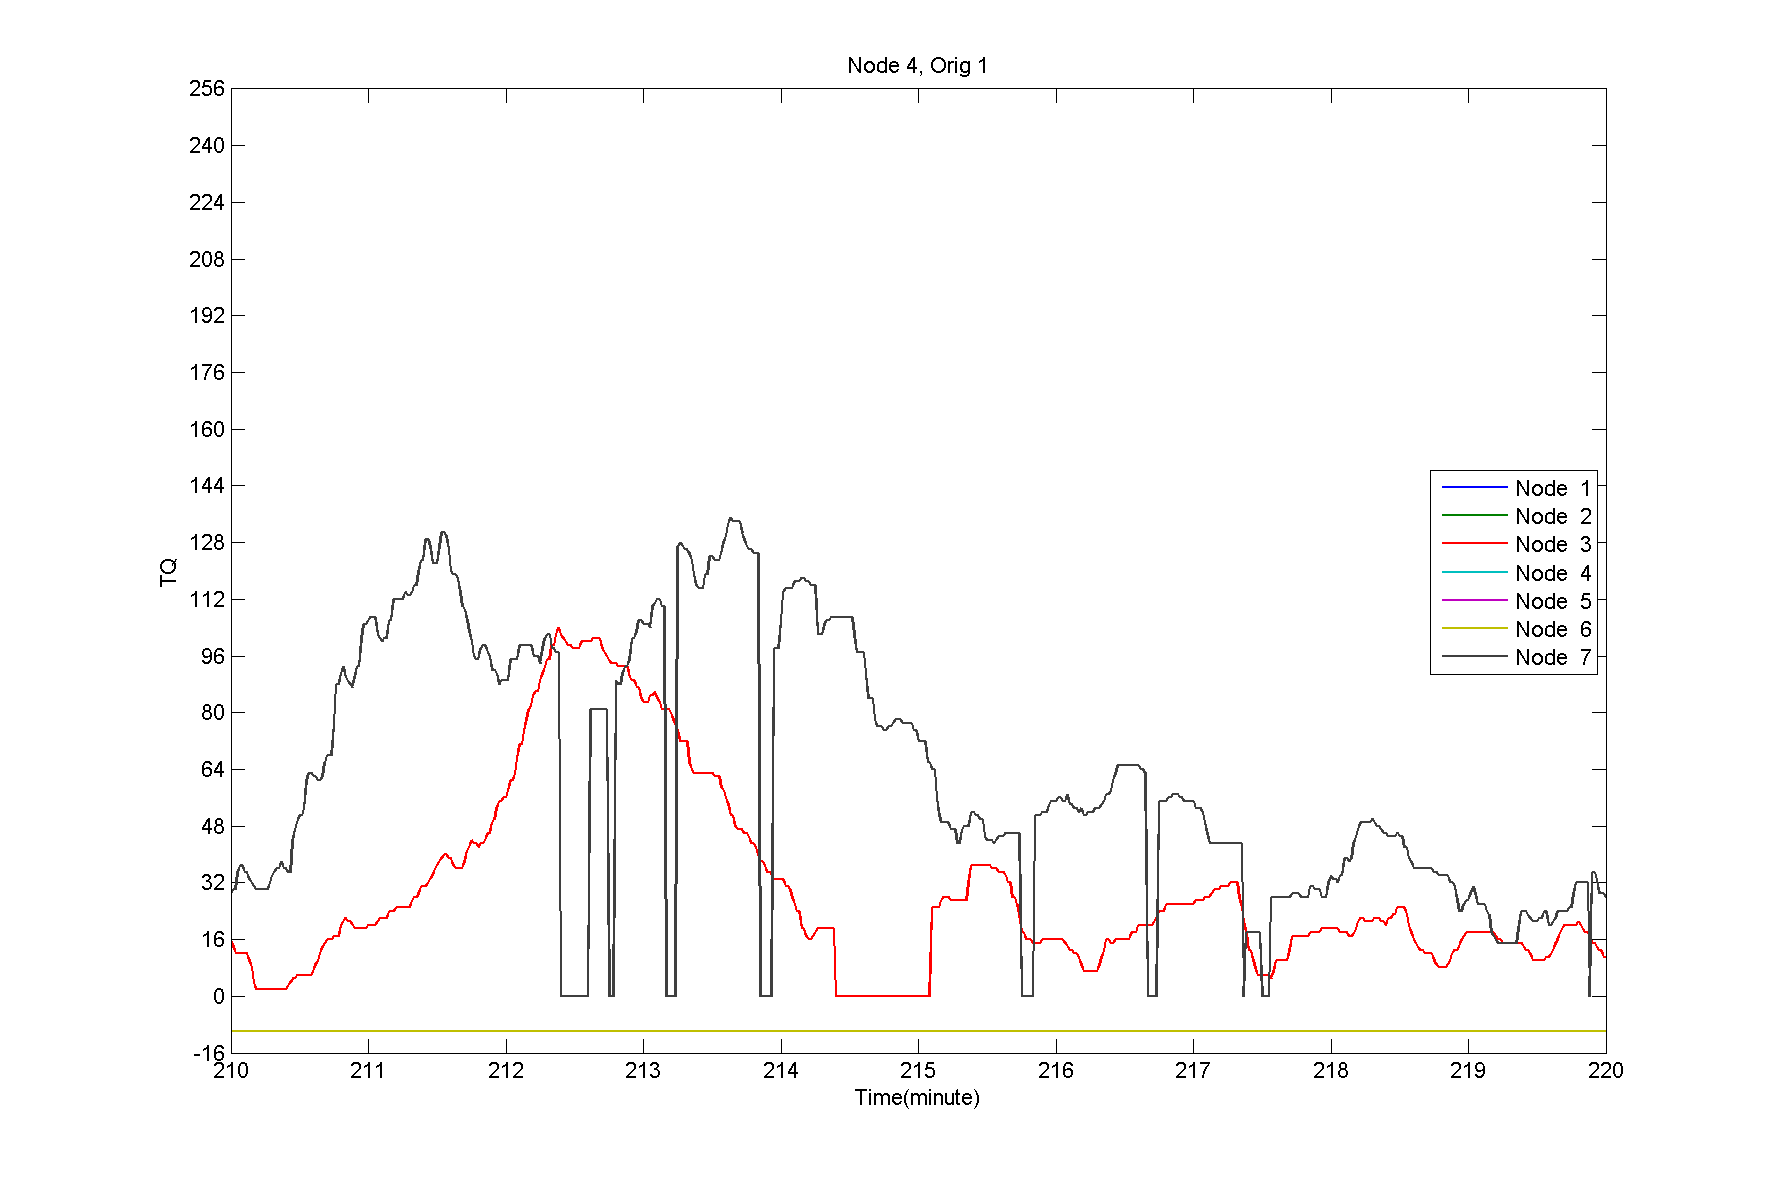 Node 4, Orig 1
256
240
224
208
192
176
160
144
128
112
96
80
64
48
32
16
0
-16
TQ
Node 1
Node 2
Node 3
Node 4
Node 5
Node 6
Node 7
210 211 212 213 214 215 216 217 218 219 220
Time(minute)